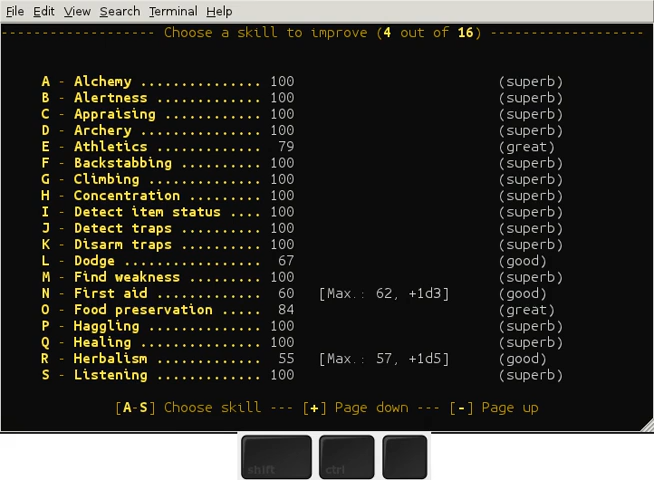 File Edit View Search Terminal Help
-------------------- Choose a skill to improve (4 out of 16) --------------------
A - Alchemy ............... 100 (superb)
B - Alertness .............. 100 (superb)
C - Appraising ............. 100 (superb)
D - Archery ................ 100 (superb)
E - Athletics .............. 79 (great)
F - Backstabbing ........... 100 (superb)
G - Climbing ............... 100 (superb)
H - Concentration .......... 100 (superb)
I - Detect item status .... 100 (superb)
J - Detect traps ........... 100 (superb)
K - Disarm traps .......... 100 (superb)
L - Dodge .................. 67 (good)
M - Find weakness .......... 100 (superb)
N - First aid .............. 60 [Max.: 62, +1d3] (good)
O - Food preservation ..... 84 (great)
P - Haggling ............... 100 (superb)
Q - Healing ................ 100 (superb)
R - Herbalism .............. 55 [Max.: 57, +1d5] (good)
S - Listening .............. 100 (superb)
[A-S] Choose skill --- [+] Page down --- [-] Page up
shift ctrl